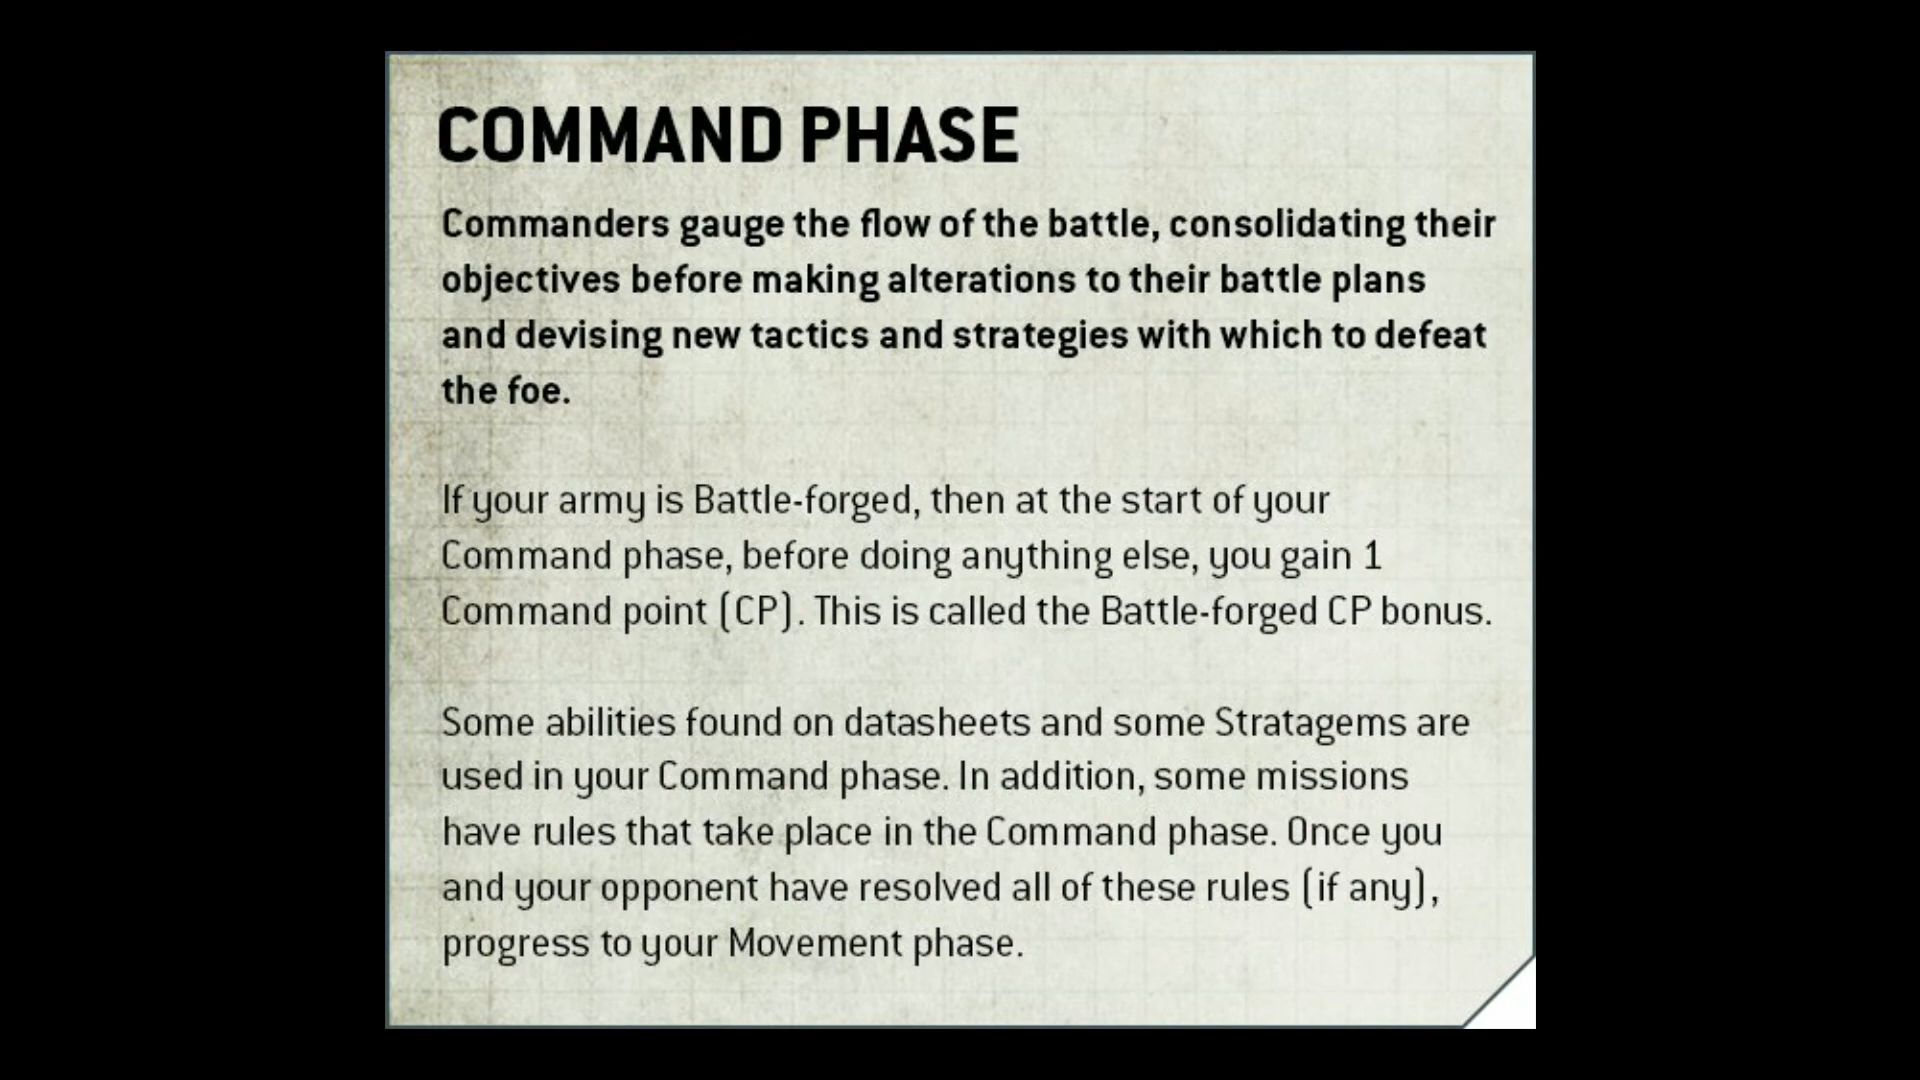 COMMAND PHASE
Commanders gauge the flow of the battle, consolidating their
objectives before making alterations to their battle plans
and devising new tactics and strategies with which to defeat
the foe.
If your army is Battle-forged, then at the start of your
Command phase, before doing anything else, you gain 1
Command point (CP). This is called the Battle-forged CP bonus.
Some abilities found on datasheets and some Stratagems are
used in your Command phase. In addition, some missions
have rules that take place in the Command phase. Once you
and your opponent have resolved all of these rules (if any),
progress to your Movement phase.